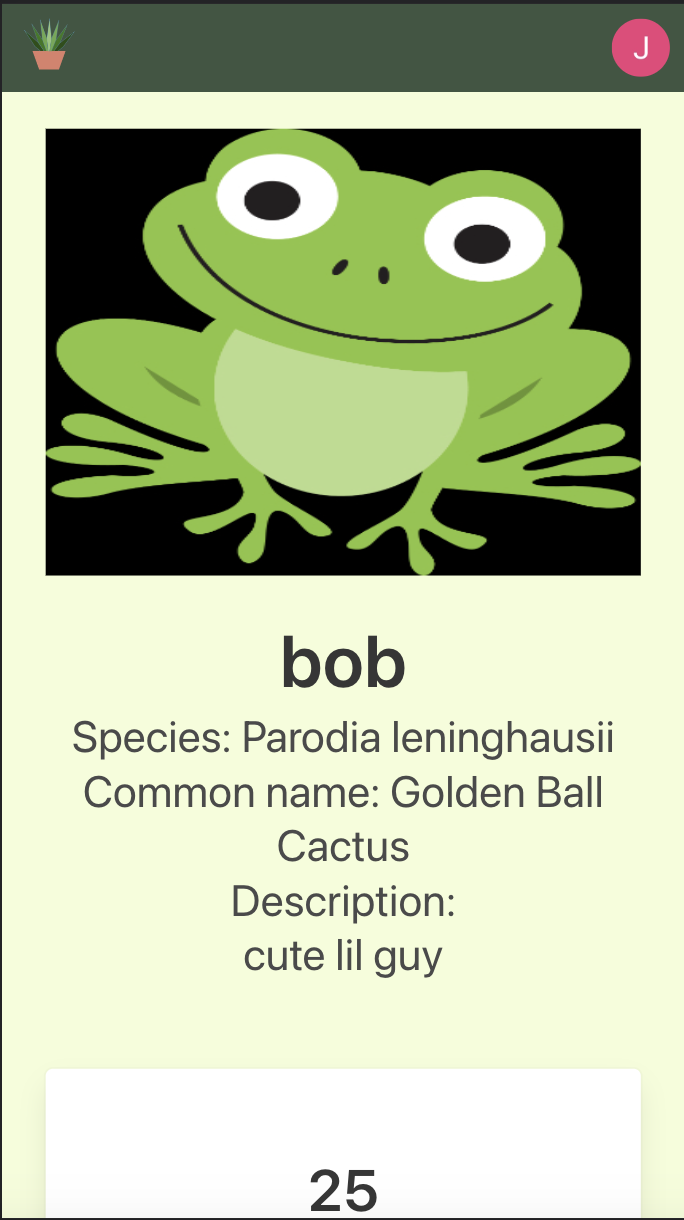 J
bob
Species: Parodia leninghausii
Common name: Golden Ball
Cactus
Description:
cute lil guy
25